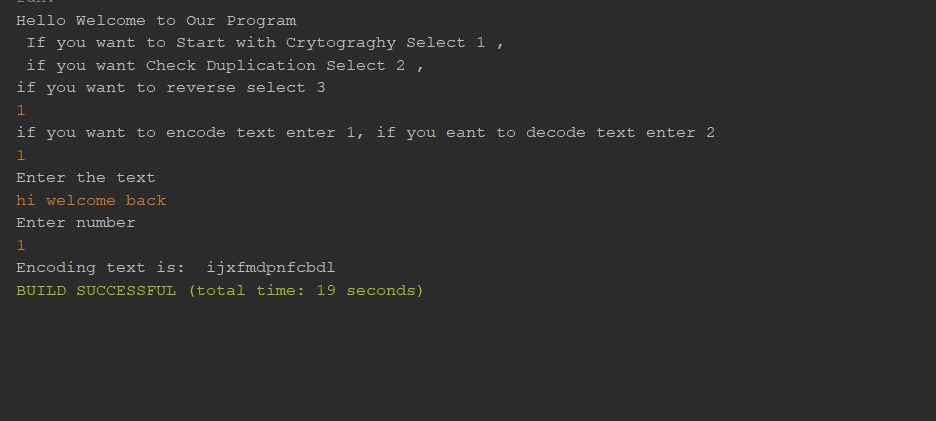 run:
Hello Welcome to Our Program
If you want to Start with Crytograghy Select 1 ,
if you want Check Duplication Select 2 ,
if you want to reverse select 3
1
if you want to encode text enter 1, if you eant to decode text enter 2
1
Enter the text
hi welcome back
Enter number
1
Encoding text is:  ijxfmdpnfcbdl
BUILD SUCCESSFUL (total time: 19 seconds)